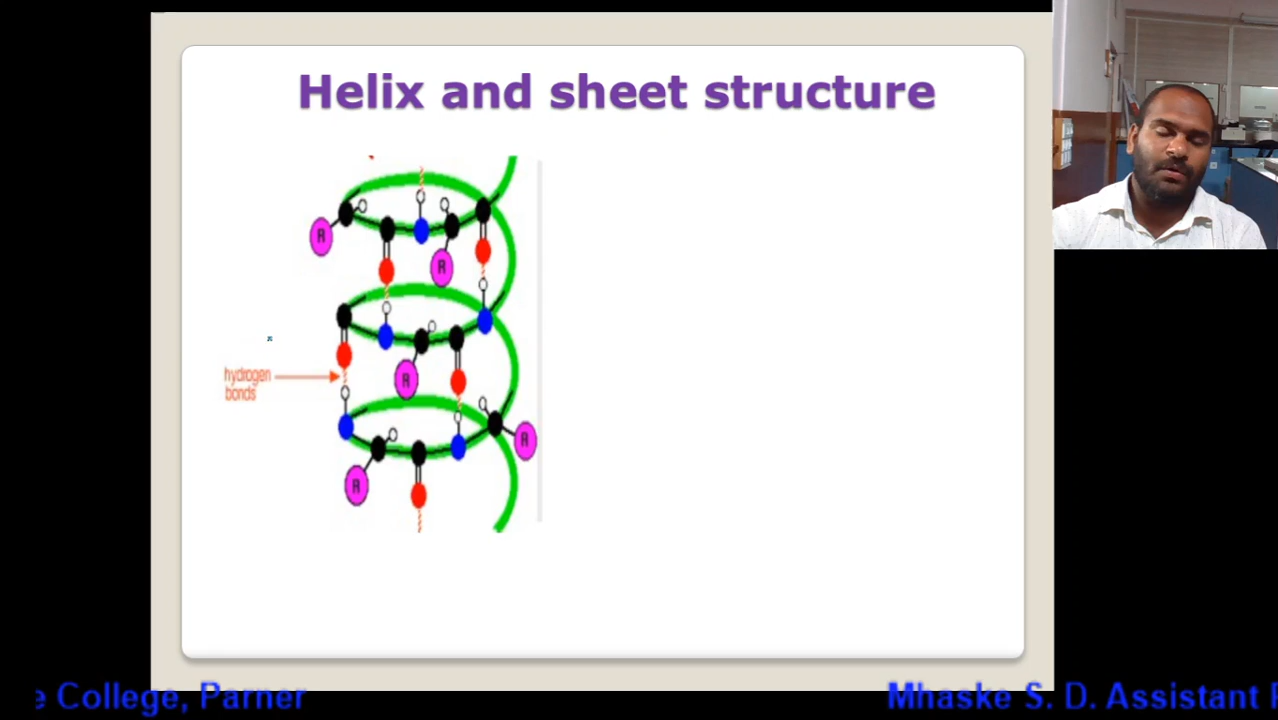 Helix and sheet structure
R
R
R
hydrogen
bonds
R
R
e College, Parner
Mhaske S. D. Assistant P